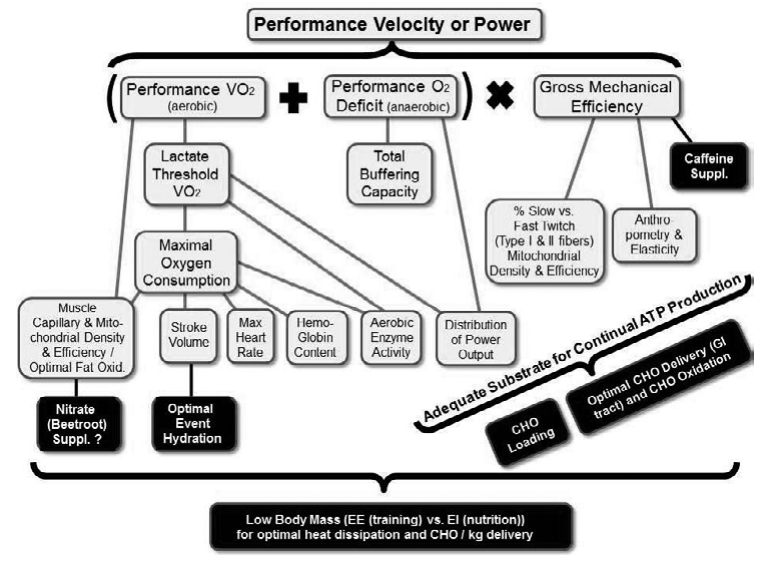 Performance Velocity or Power
(
Performance VO2
(aerobic)
+
Performance O2
Deficit (anaerobic)
)
×
Gross Mechanical
Efficiency
Lactate
Threshold
VO2
Total
Buffering
Capacity
Caffeine
Suppl.
% Slow vs.
Fast Twitch
(Type I & II fibers)
Mitochondrial
Density & Efficiency
Anthro-
pometry &
Elasticity
Maximal
Oxygen
Consumption
Muscle
Capillary & Mito-
chondrial Density
& Efficiency /
Optimal Fat Oxid.
Stroke
Volume
Max
Heart
Rate
Hemo-
Globin
Content
Aerobic
Enzyme
Activity
Distribution
of Power
Output
Adequate Substrate for Continual ATP Production
Nitrate
(Beetroot)
Suppl. ?
Optimal
Event
Hydration
CHO
Loading
Optimal CHO Delivery (GI
tract) and CHO Oxidation
Low Body Mass (EE (training) vs. EI (nutrition))
for optimal heat dissipation and CHO / kg delivery